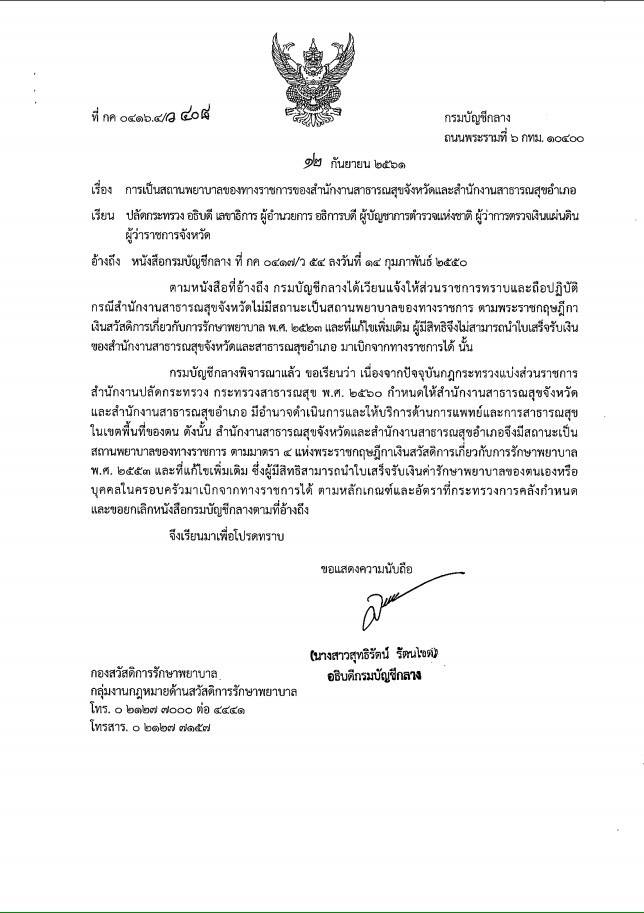 ที่ กค ๐๔๑๖.๔/ว ๔๐๘
กรมบัญชีกลาง
ถนนพระรามที่ ๖ กทม. ๑๐๔๐๐
๑๒ กันยายน ๒๕๖๑
เรื่อง การเป็นสถานพยาบาลของทางราชการของสำนักงานสาธารณสุขจังหวัดและสำนักงานสาธารณสุขอำเภอ
เรียน ปลัดกระทรวง อธิบดี เลขาธิการ ผู้อำนวยการ อธิการบดี ผู้บัญชาการตำรวจแห่งชาติ ผู้ว่าการตรวจเงินแผ่นดิน
ผู้ว่าราชการจังหวัด
อ้างถึง หนังสือกรมบัญชีกลาง ที่ กค ๐๔๑๗/ว ๕๔ ลงวันที่ ๑๔ กุมภาพันธ์ ๒๕๕๐
ตามหนังสือที่อ้างถึง กรมบัญชีกลางได้เวียนแจ้งให้ส่วนราชการทราบและถือปฏิบัติ
กรณีสำนักงานสาธารณสุขจังหวัดไม่มีสถานะเป็นสถานพยาบาลของทางราชการ ตามพระราชกฤษฎีกา
เงินสวัสดิการเกี่ยวกับการรักษาพยาบาล พ.ศ. ๒๕๒๓ และที่แก้ไขเพิ่มเติม ผู้มีสิทธิจึงไม่สามารถนำใบเสร็จรับเงิน
ของสำนักงานสาธารณสุขจังหวัดและสาธารณสุขอำเภอ มาเบิกจากทางราชการได้ นั้น
กรมบัญชีกลางพิจารณาแล้ว ขอเรียนว่า เนื่องจากปัจจุบันกฎกระทรวงแบ่งส่วนราชการ
สำนักงานปลัดกระทรวง กระทรวงสาธารณสุข พ.ศ. ๒๕๖๐ กำหนดให้สำนักงานสาธารณสุขจังหวัด
และสำนักงานสาธารณสุขอำเภอ มีอำนาจดำเนินการและให้บริการด้านการแพทย์และการสาธารณสุข
ในเขตพื้นที่ของตน ดังนั้น สำนักงานสาธารณสุขจังหวัดและสำนักงานสาธารณสุขอำเภอจึงมีสถานะเป็น
สถานพยาบาลของทางราชการ ตามมาตรา ๔ แห่งพระราชกฤษฎีกาเงินสวัสดิการเกี่ยวกับการรักษาพยาบาล
พ.ศ. ๒๕๕๓ และที่แก้ไขเพิ่มเติม ซึ่งผู้มีสิทธิสามารถนำใบเสร็จรับเงินค่ารักษาพยาบาลของตนเองหรือ
บุคคลในครอบครัวมาเบิกจากทางราชการได้ ตามหลักเกณฑ์และอัตราที่กระทรวงการคลังกำหนด
และขอยกเลิกหนังสือกรมบัญชีกลางตามที่อ้างถึง
จึงเรียนมาเพื่อโปรดทราบ
ขอแสดงความนับถือ
(นางสาวสุทธิรัตน์ รัตนโชติ)
อธิบดีกรมบัญชีกลาง
กองสวัสดิการรักษาพยาบาล
กลุ่มงานกฎหมายด้านสวัสดิการรักษาพยาบาล
โทร. ๐ ๒๑๒๗ ๗๐๐๐ ต่อ ๔๔๔๑
โทรสาร. ๐ ๒๑๒๗ ๗๑๕๗